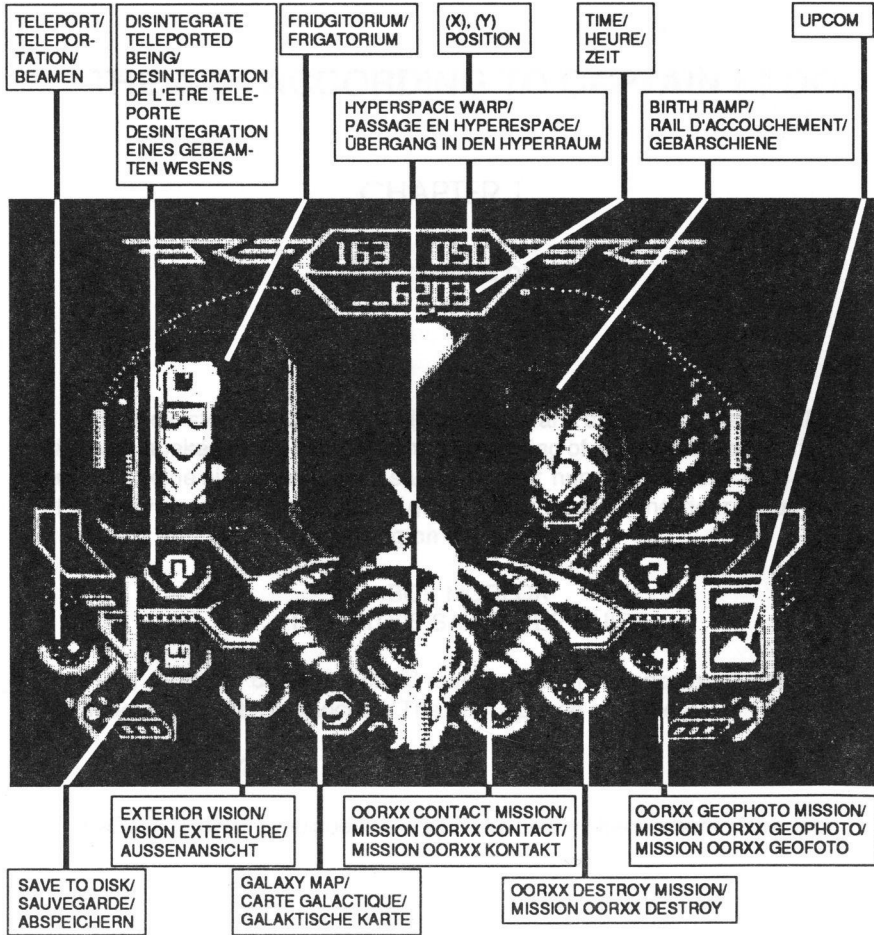 TELEPORT/
TELEPOR-
TATION/
BEAMEN
DISINTEGRATE
TELEPORTED
BEING/
DESINTEGRATION
DE L'ETRE TELE-
PORTE
DESINTEGRATION
EINES GEBEAM-
TEN WESENS
FRIDGITORIUM/
FRIGATORIUM
(X), (Y)
POSITION
TIME/
HEURE/
ZEIT
UPCOM
HYPERSPACE WARP/
PASSAGE EN HYPERESPACE/
ÜBERGANG IN DEN HYPERRAUM
BIRTH RAMP/
RAIL D'ACCOUCHEMENT/
GEBÄRSCHIENE
163 050
__6203
?
EXTERIOR VISION/
VISION EXTERIEURE/
AUSSENANSICHT
OORXX CONTACT MISSION/
MISSION OORXX CONTACT/
MISSION OORXX KONTAKT
OORXX GEOPHOTO MISSION/
MISSION OORXX GEOPHOTO/
MISSION OORXX GEOFOTO
SAVE TO DISK/
SAUVEGARDE/
ABSPEICHERN
GALAXY MAP/
CARTE GALACTIQUE/
GALAKTISCHE KARTE
OORXX DESTROY MISSION/
MISSION OORXX DESTROY